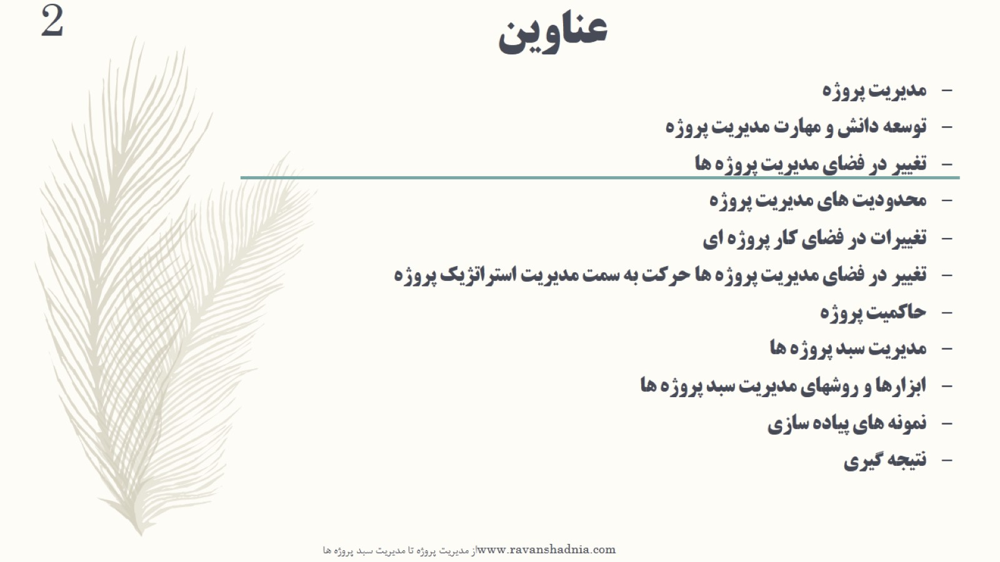 2
عناوین
– مدیریت پروژه
– توسعه دانش و مهارت مدیریت پروژه
– تغییر در فضای مدیریت پروژه ها
– محدودیت های مدیریت پروژه
– تغییرات در فضای کار پروژه ای
– تغییر در فضای مدیریت پروژه ها حرکت به سمت مدیریت استراتژیک پروژه
– حاکمیت پروژه
– مدیریت سبد پروژه ها
– ابزارها و روشهای مدیریت سبد پروژه ها
– نمونه های پیاده سازی
– نتیجه گیری
www.ravanshadnia.comاز مدیریت پروژه تا مدیریت سبد پروژه ها